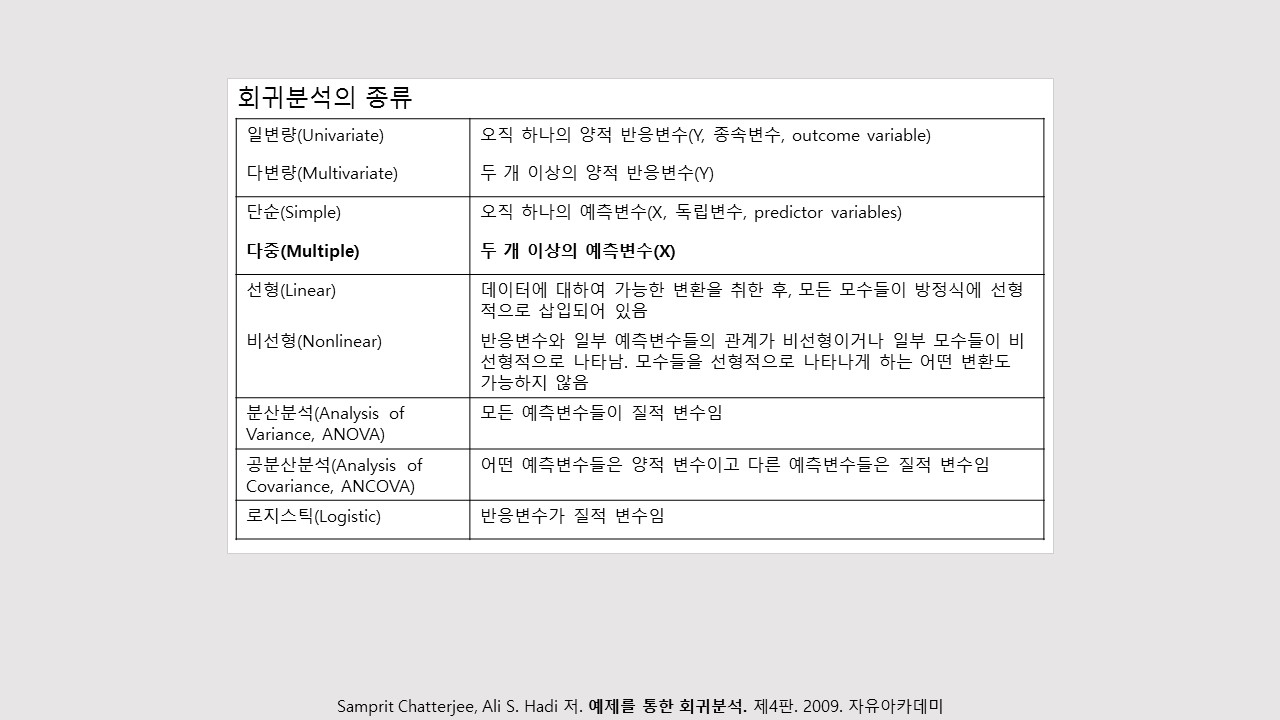 회귀분석의 종류
일변량(Univariate)
오직 하나의 양적 반응변수(Y, 종속변수, outcome variable)
다변량(Multivariate)
두 개 이상의 양적 반응변수(Y)
단순(Simple)
오직 하나의 예측변수(X, 독립변수, predictor variables)
다중(Multiple)
두 개 이상의 예측변수(X)
선형(Linear)
데이터에 대하여 가능한 변환을 취한 후, 모든 모수들이 방정식에 선형
적으로 삽입되어 있음
비선형(Nonlinear)
반응변수와 일부 예측변수들의 관계가 비선형이거나 일부 모수들이 비
선형적으로 나타남. 모수들을 선형적으로 나타나게 하는 어떤 변환도
가능하지 않음
분산분석(Analysis of
Variance, ANOVA)
모든 예측변수들이 질적 변수임
공분산분석(Analysis of
Covariance, ANCOVA)
어떤 예측변수들은 양적 변수이고 다른 예측변수들은 질적 변수임
로지스틱(Logistic)
반응변수가 질적 변수임
Samprit Chatterjee, Ali S. Hadi 저. 예제를 통한 회귀분석. 제4판. 2009. 자유아카데미